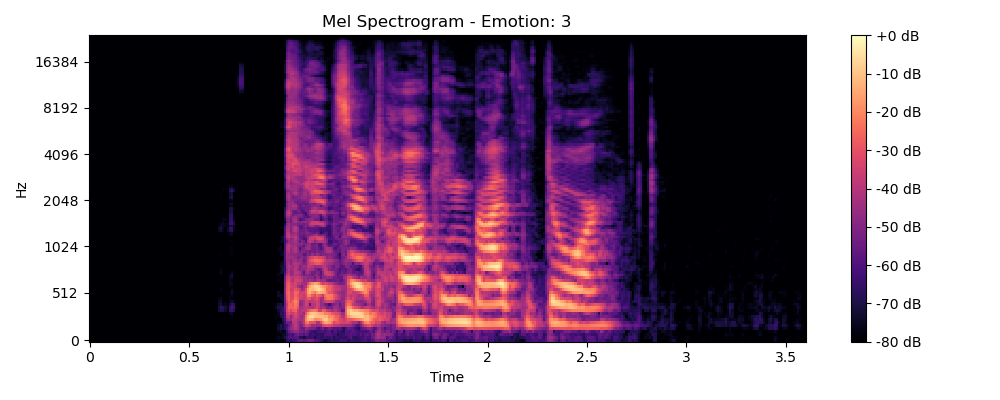 Mel Spectrogram - Emotion: 3
Hz
16384
8192
4096
2048
1024
512
0
0
0.5
1
1.5
2
2.5
3
3.5
Time
+0 dB
-10 dB
-20 dB
-30 dB
-40 dB
-50 dB
-60 dB
-70 dB
-80 dB